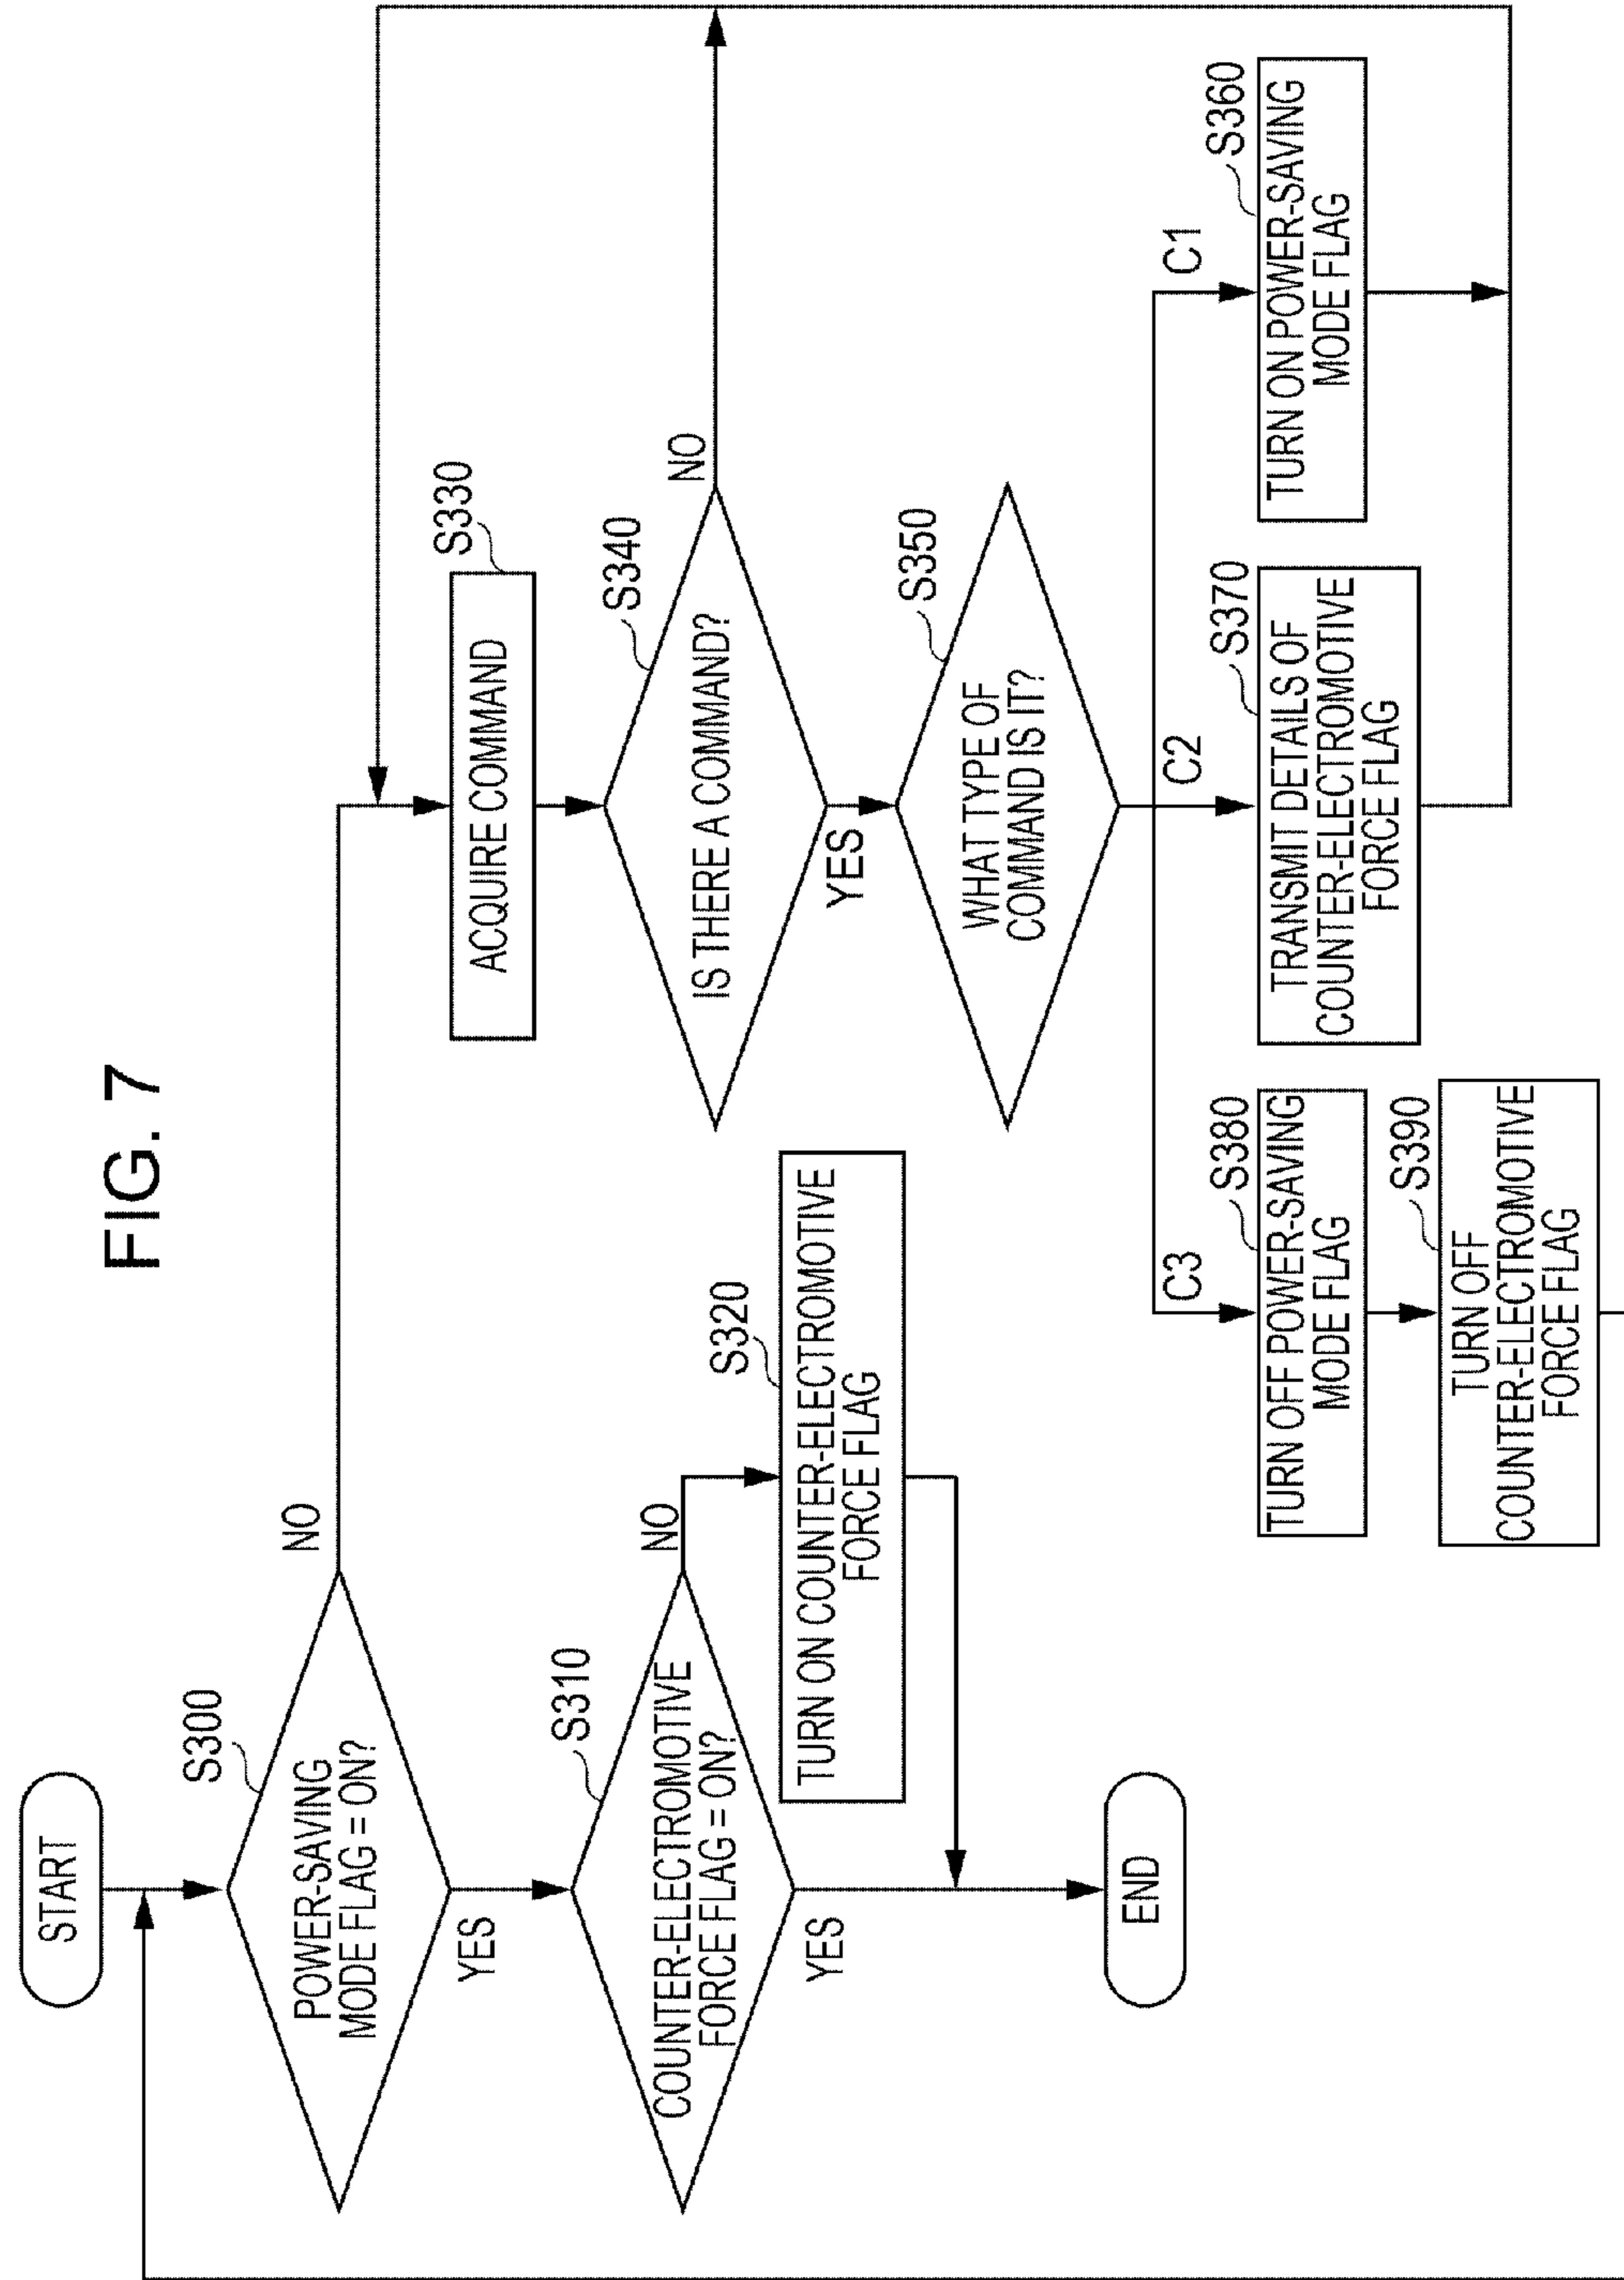 FIG. 7
START
S300
POWER-SAVING
MODE FLAG = ON?
NO
YES
S310
COUNTER-ELECTROMOTIVE
FORCE FLAG = ON?
NO
YES
S320
TURN ON COUNTER-ELECTROMOTIVE
FORCE FLAG
END
S330
ACQUIRE COMMAND
S340
IS THERE A COMMAND?
NO
YES
S350
WHAT TYPE OF
COMMAND IS IT?
C3
C2
C1
S380
TURN OFF POWER-SAVING
MODE FLAG
S390
TURN OFF
COUNTER-ELECTROMOTIVE
FORCE FLAG
S370
TRANSMIT DETAILS OF
COUNTER-ELECTROMOTIVE
FORCE FLAG
S360
TURN ON POWER-SAVING
MODE FLAG